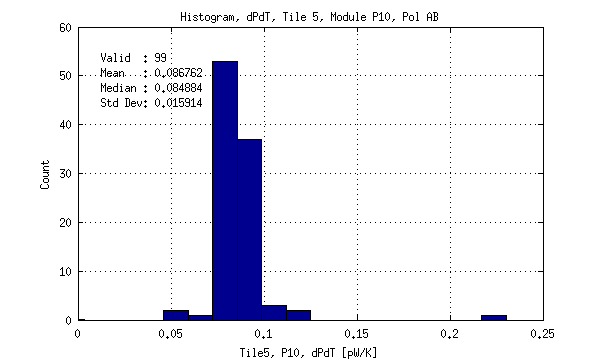 Histogram, dPdT, Tile 5, Module P10, Pol AB
60
50
40
30
20
10
0
Count
Valid : 99
Mean : 0.086762
Median : 0.084884
Std Dev: 0.015914
0 0.05 0.1 0.15 0.2 0.25
Tile5, P10, dPdT [pW/K]